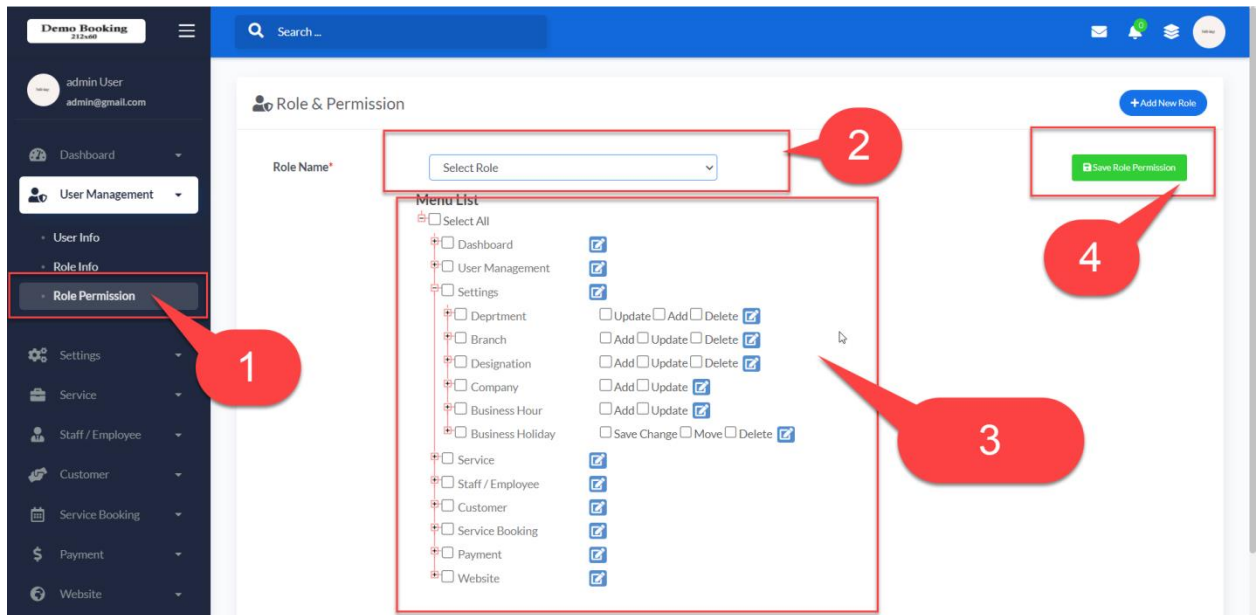 Demo Booking
212x60
Search ...
0
admin User
admin@gmail.com
Role & Permission
+Add New Role
Dashboard
Role Name*
Select Role
2
Save Role Permission
User Management
Menu List
Select All
User Info
Dashboard
4
Role Info
User Management
Role Permission
Settings
Deprtment Update Add Delete
Branch Add Update Delete
Settings
1
Designation Add Update Delete
Company Add Update
Service
Business Hour Add Update
Staff / Employee
Business Holiday Save Change Move Delete
3
Service
Customer
Staff / Employee
Customer
Service Booking
Service Booking
Payment
Payment
Website
Website